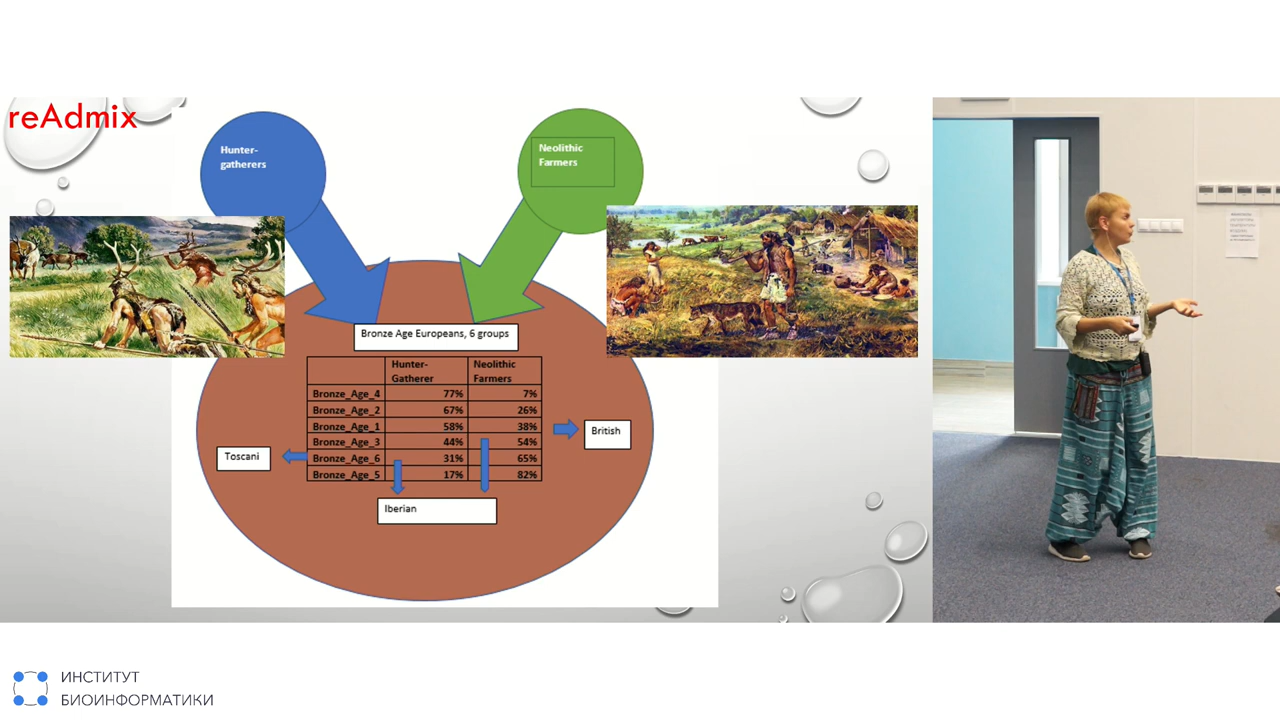 reAdmix
Hunter-
gatherers
Neolithic
Farmers
Bronze Age Europeans, 6 groups
Hunter- Neolithic
Gatherer Farmers
Bronze_Age_4 77% 7%
Bronze_Age_2 67% 26%
Bronze_Age_1 58% 38%
Bronze_Age_3 44% 54%
Bronze_Age_6 31% 65%
Bronze_Age_5 17% 82%
British
Toscani
Iberian
ИНСТИТУТ
БИОИНФОРМАТИКИ